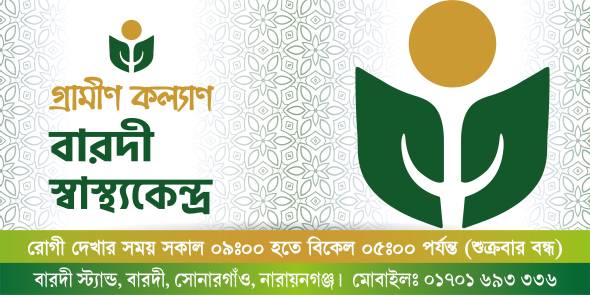 গ্রামীণ কল্যাণ
বারদী
স্বাস্থ্যকেন্দ্র
রোগী দেখার সময় সকাল ০৯ঃ০০ হতে বিকেল ০৫ঃ০০ পর্যন্ত (শুক্রবার বন্ধ)
বারদী স্ট্যান্ড, বারদী, সোনারগাঁও, নারায়নগঞ্জ। মোবাইলঃ ০১৭০১ ৬৯৩ ৩৩৬